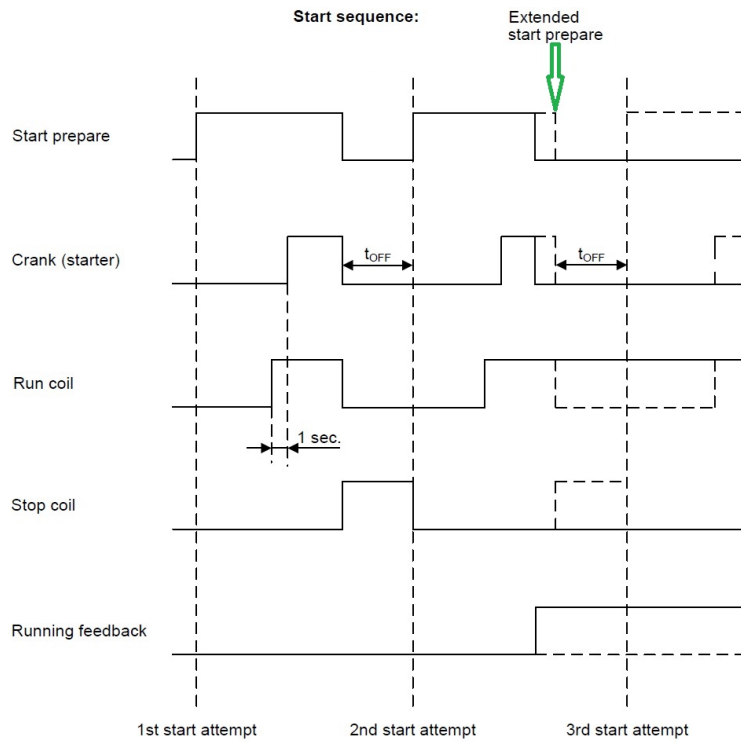 Start sequence:
Extended
start prepare
Start prepare
Crank (starter)
tOFF
tOFF
Run coil
1 sec.
Stop coil
Running feedback
1st start attempt
2nd start attempt
3rd start attempt